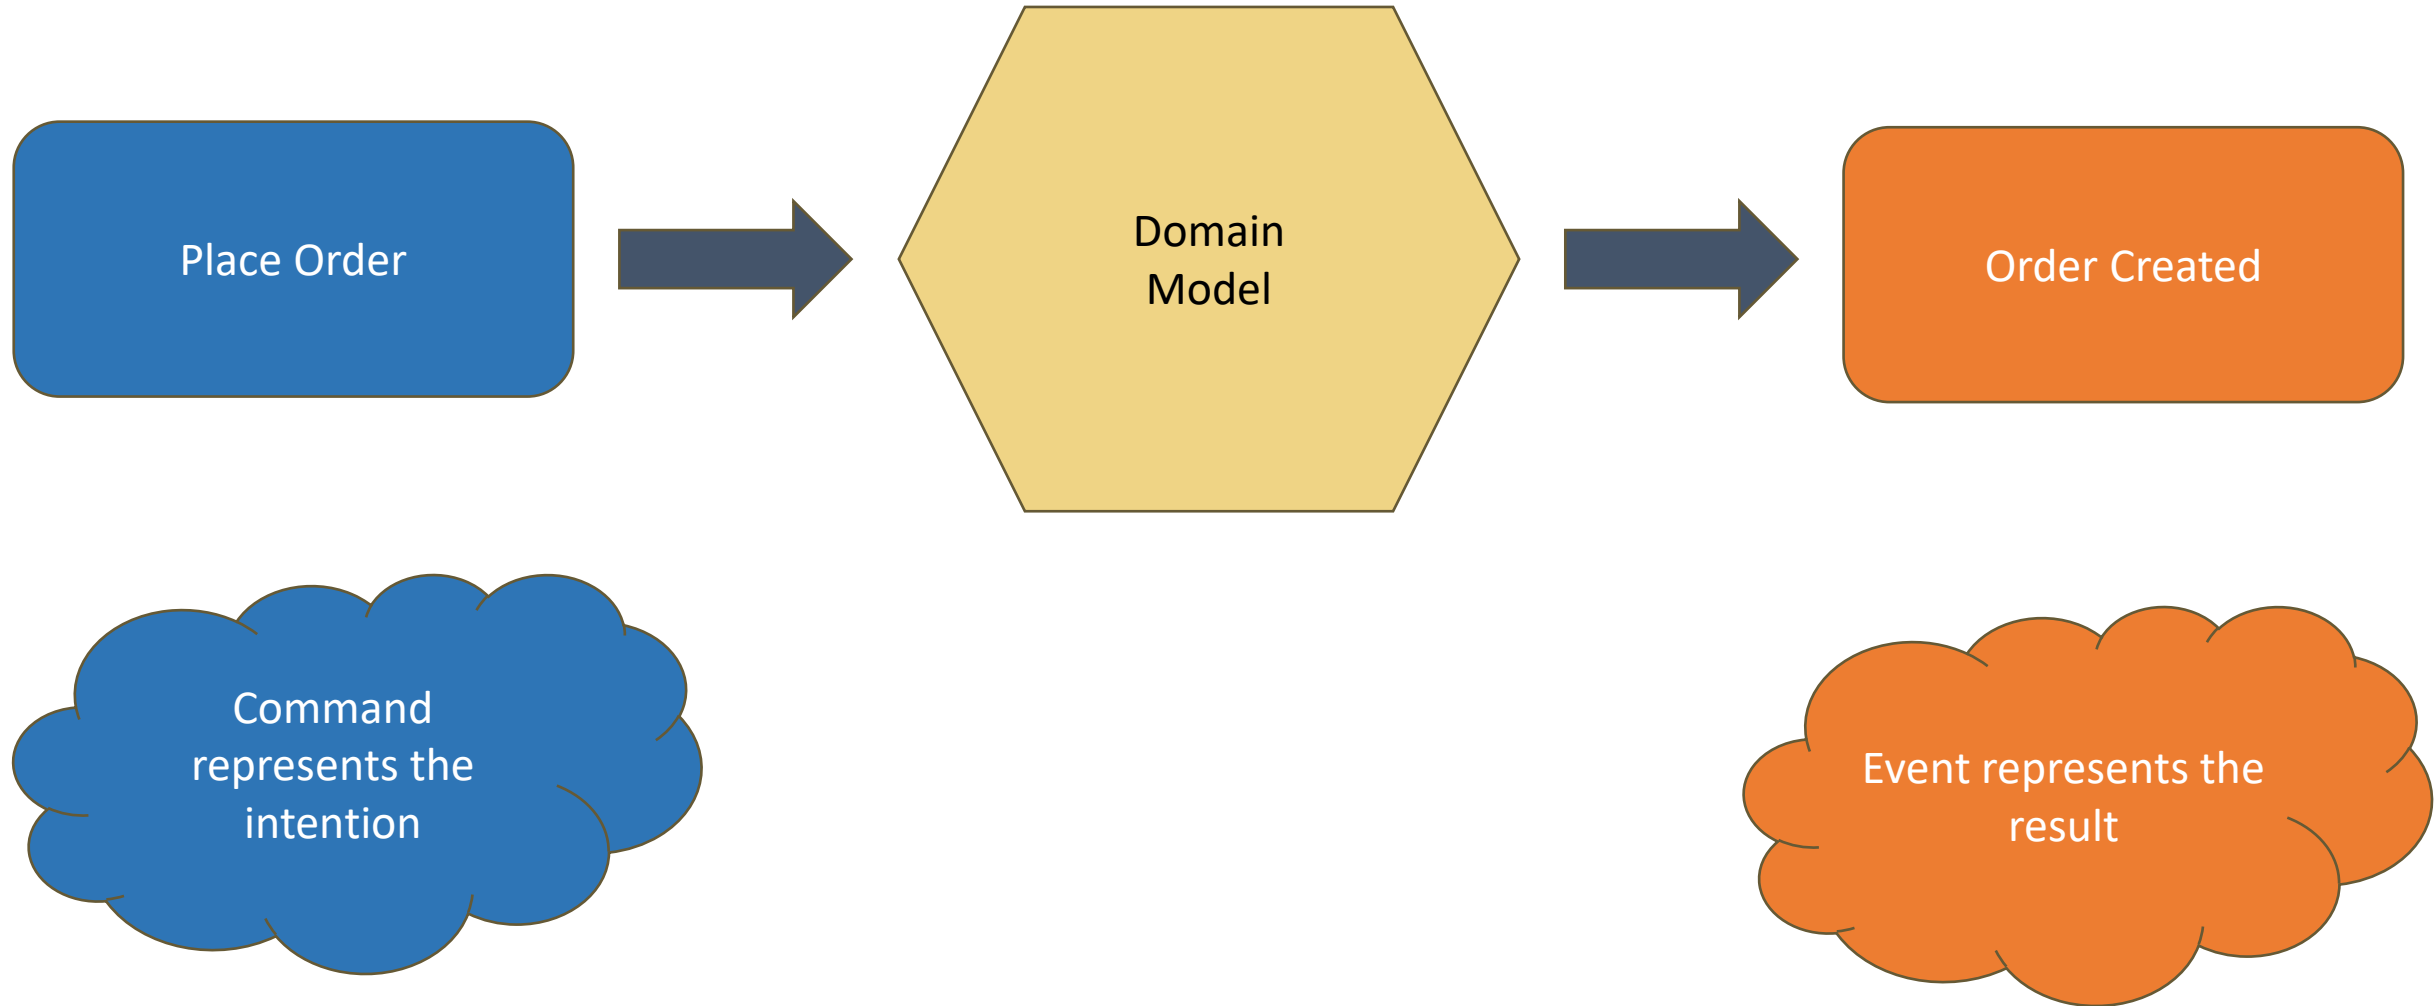 Place Order
Domain
Model
Order Created
Command
represents the
intention
Event represents the
result